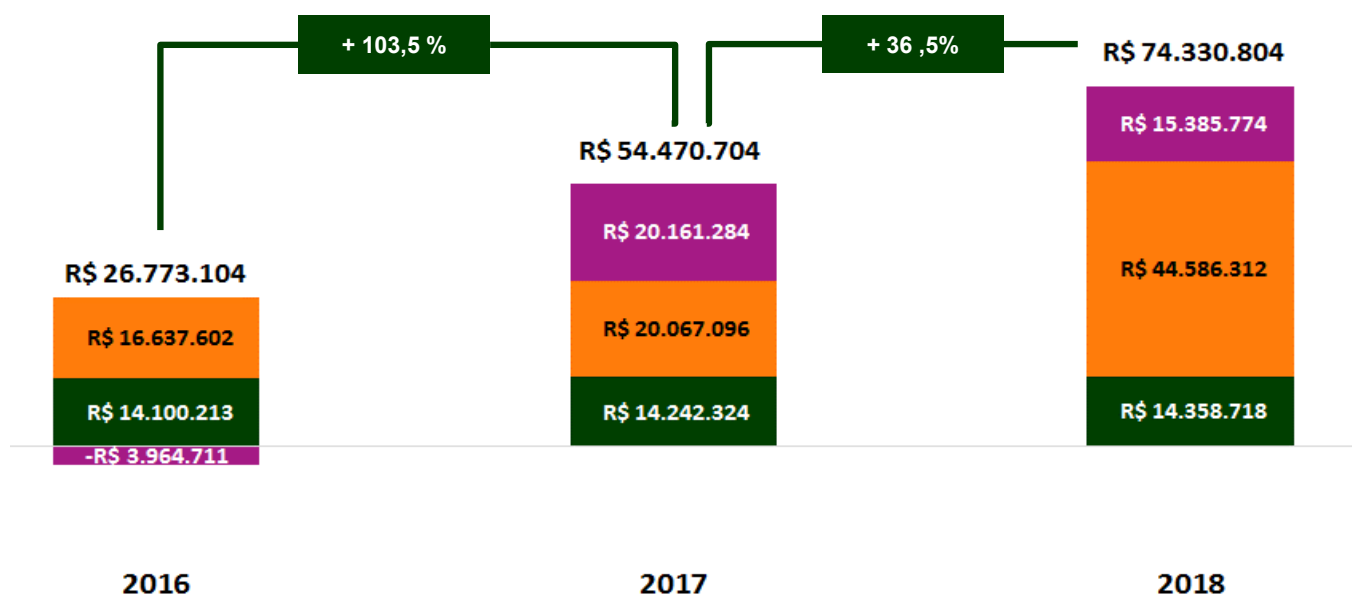 + 103,5 %
+ 36 ,5%
R$ 74.330.804
R$ 15.385.774
R$ 54.470.704
R$ 20.161.284
R$ 44.586.312
R$ 26.773.104
R$ 16.637.602
R$ 20.067.096
R$ 14.100.213
R$ 14.242.324
R$ 14.358.718
-R$ 3.964.711
2016
2017
2018